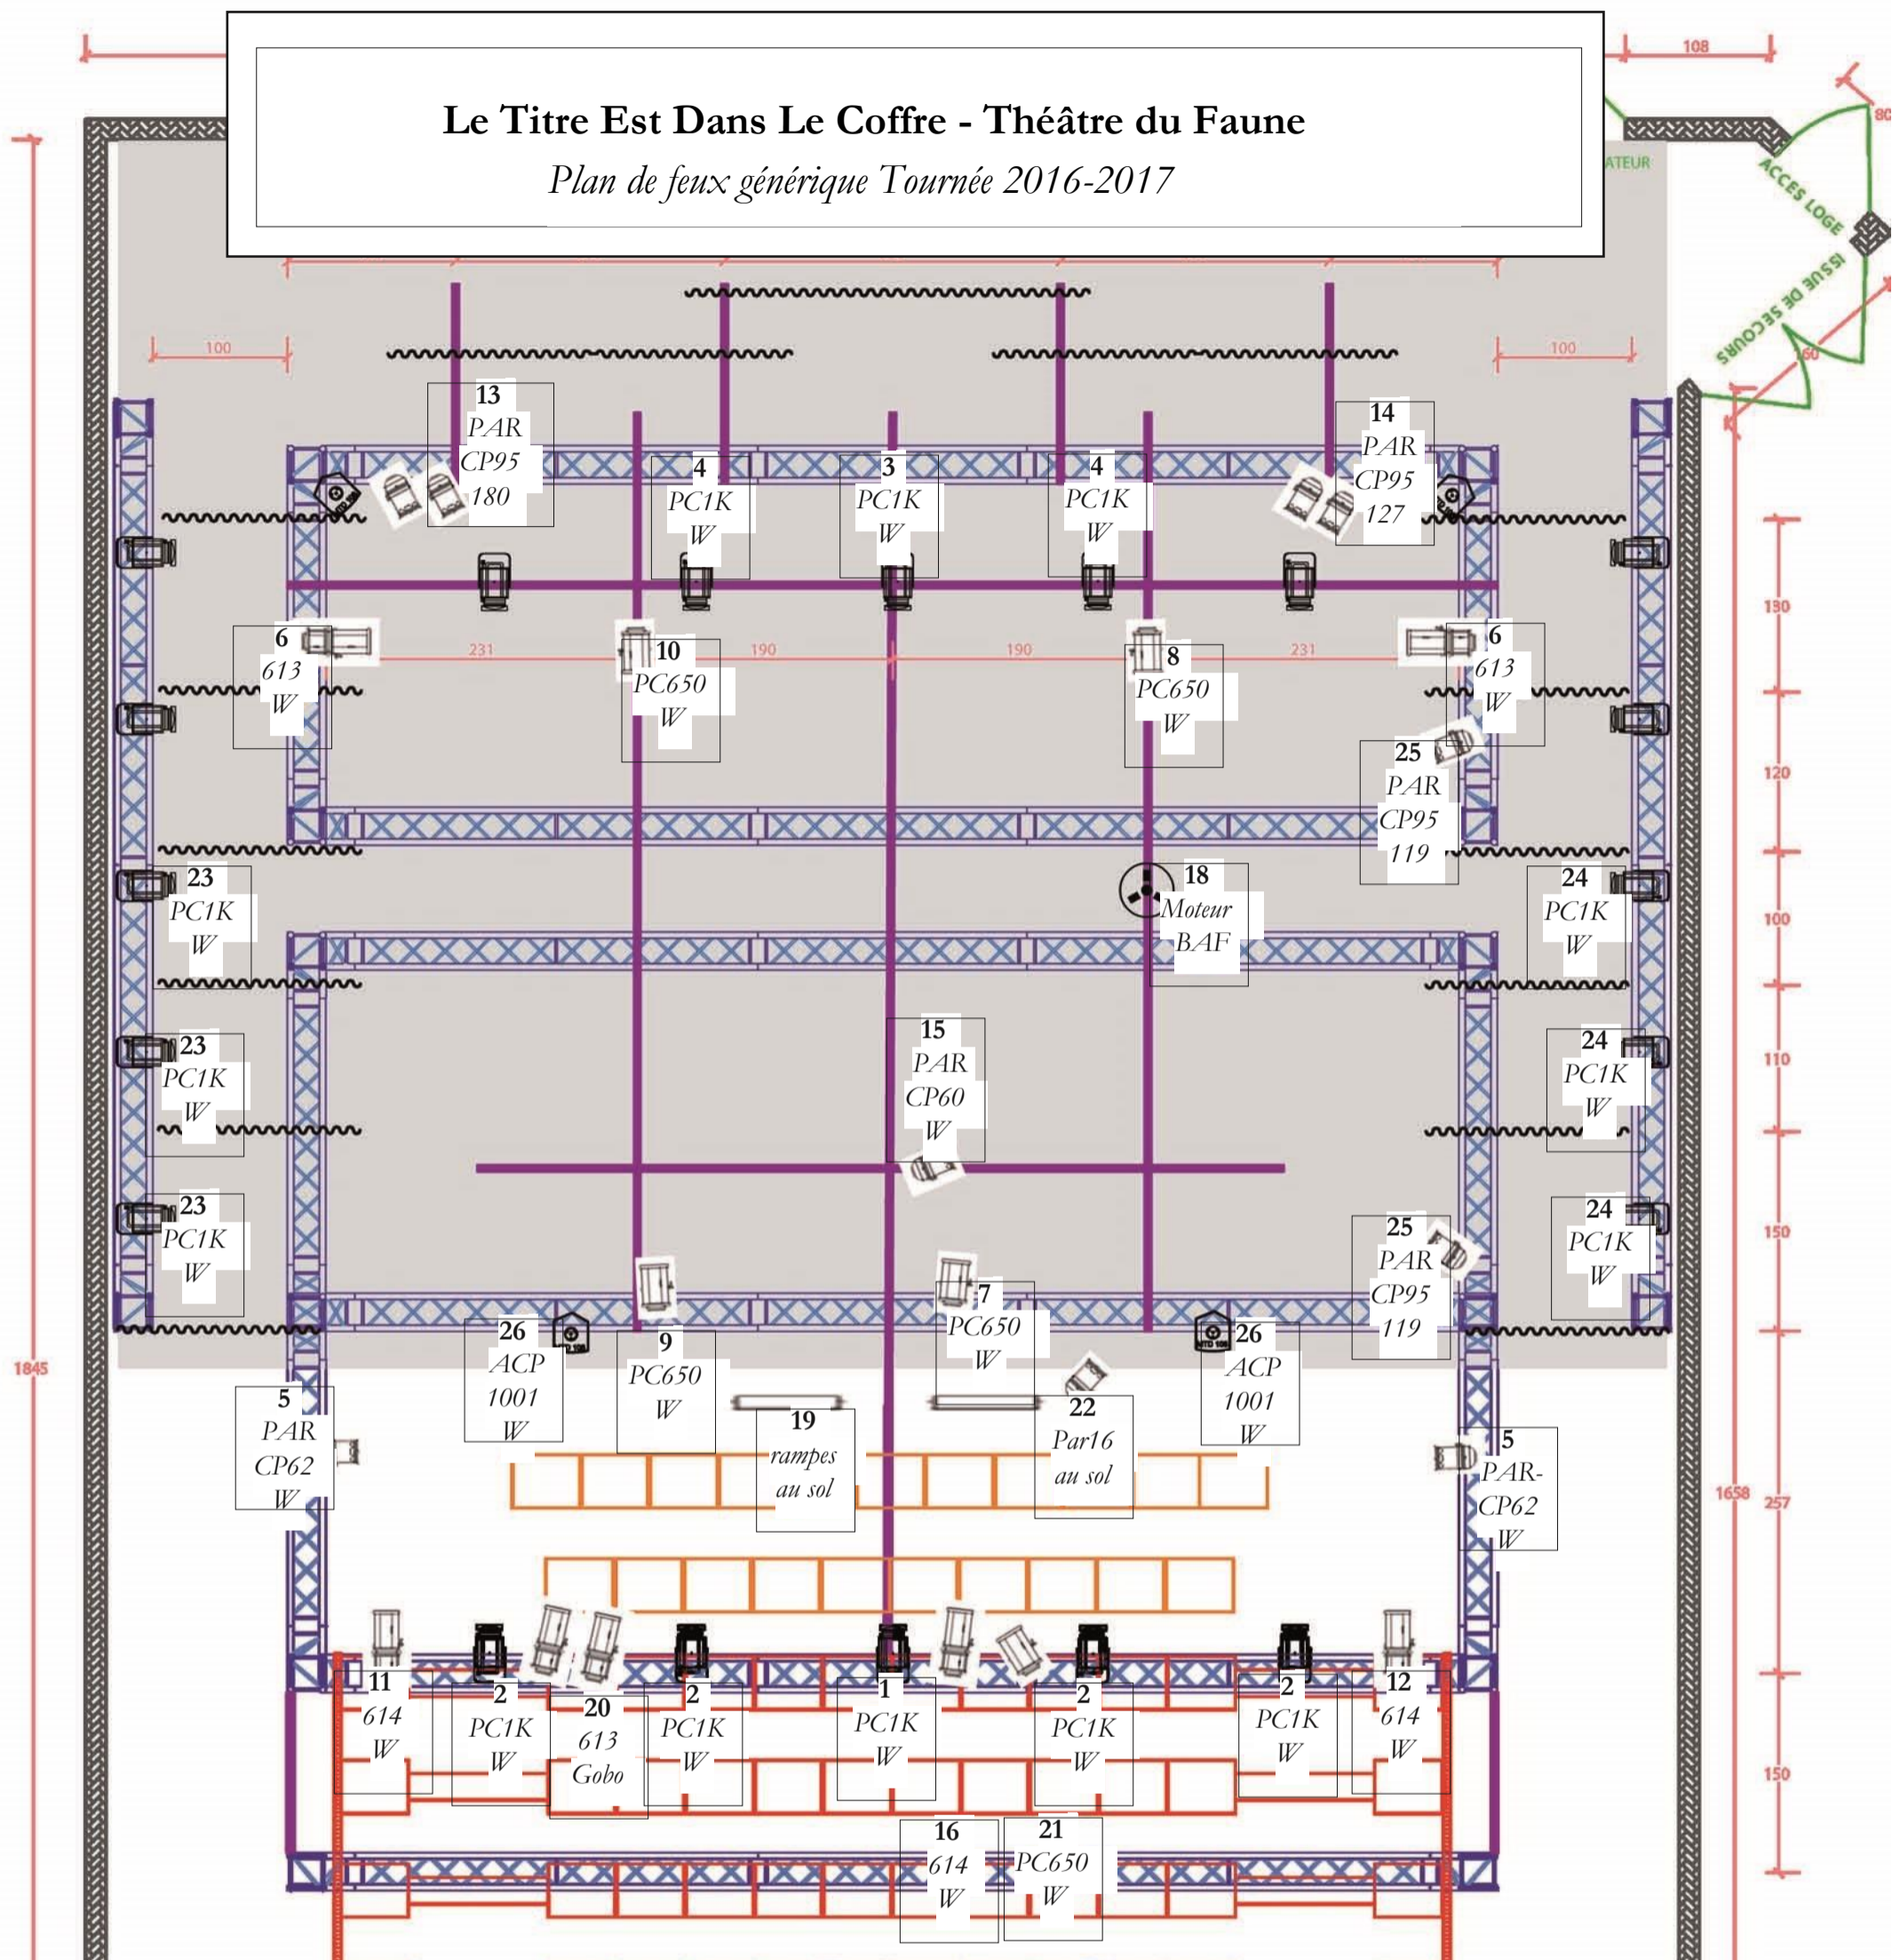 108
80
Le Titre Est Dans Le Coffre - Théâtre du Faune
Plan de feux générique Tournée 2016-2017
ATEUR
ACCES LOGE
ISSUE DE SECOURS
160
100
100
13
PAR
CP95
180
4
PC1K
W
3
PC1K
W
4
PC1K
W
14
PAR
CP95
127
6
613
W
231
10
PC650
W
190
190
8
PC650
W
231
6
613
W
130
25
PAR
CP95
119
120
23
PC1K
W
18
Moteur
BAF
24
PC1K
W
100
23
PC1K
W
15
PAR
CP60
W
24
PC1K
W
110
23
PC1K
W
25
PAR
CP95
119
24
PC1K
W
150
1845
5
PAR
CP62
W
26
ACP
1001
W
9
PC650
W
19
rampes
au sol
7
PC650
W
22
Par16
au sol
MTD 108
26
ACP
1001
W
5
PAR-
CP62
W
1658
257
11
614
W
2
PC1K
W
20
613
Gobo
2
PC1K
W
1
PC1K
W
2
PC1K
W
2
PC1K
W
12
614
W
150
16
614
W
21
PC650
W